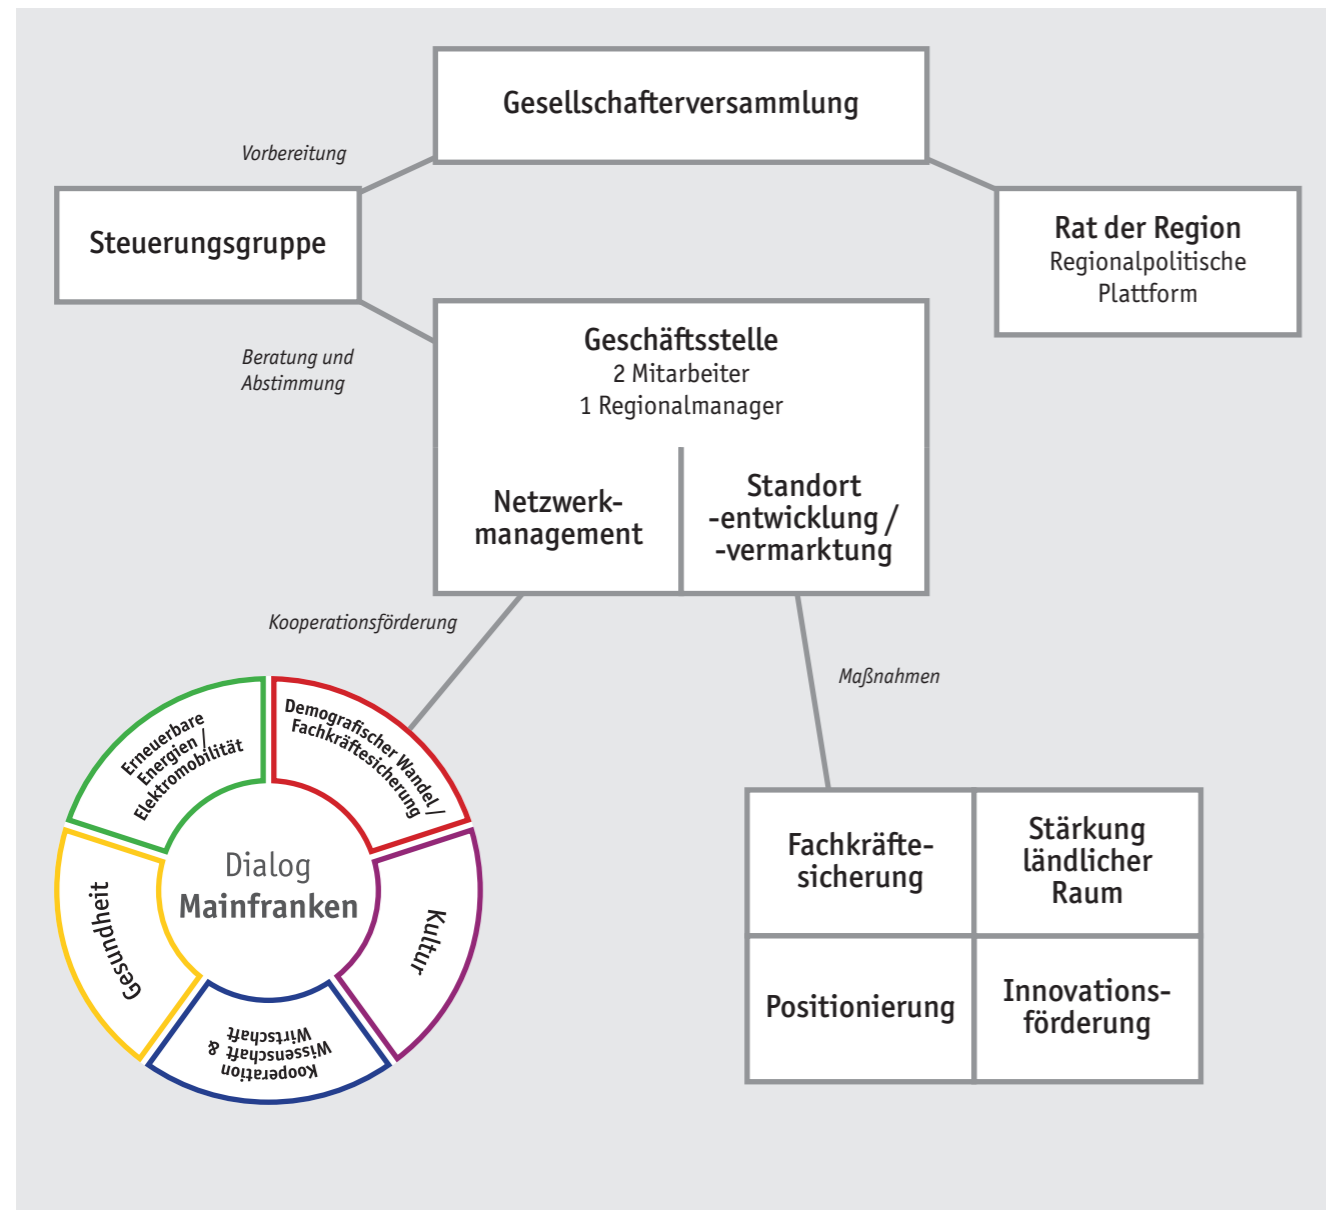 Gesellschafterversammlung
Vorbereitung
Steuerungsgruppe
Rat der Region
Regionalpolitische
Plattform
Beratung und
Abstimmung
Geschäftsstelle
2 Mitarbeiter
1 Regionalmanager
Netzwerk-
management
Standort
-entwicklung /
-vermarktung
Kooperationsförderung
Maßnahmen
Erneuerbare
Energien /
Elektromobilität
Demografischer Wandel /
Fachkräftesicherung
Gesundheit
Dialog
Mainfranken
Kultur
Kooperation
Wissenschaft &
Wirtschaft
Fachkräfte-
sicherung
Stärkung
ländlicher
Raum
Positionierung
Innovations-
förderung